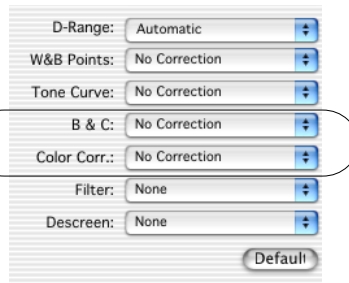 D-Range: Automatic
W&B Points: No Correction
Tone Curve: No Correction
B & C: No Correction
Color Corr.: No Correction
Filter: None
Descreen: None
Default